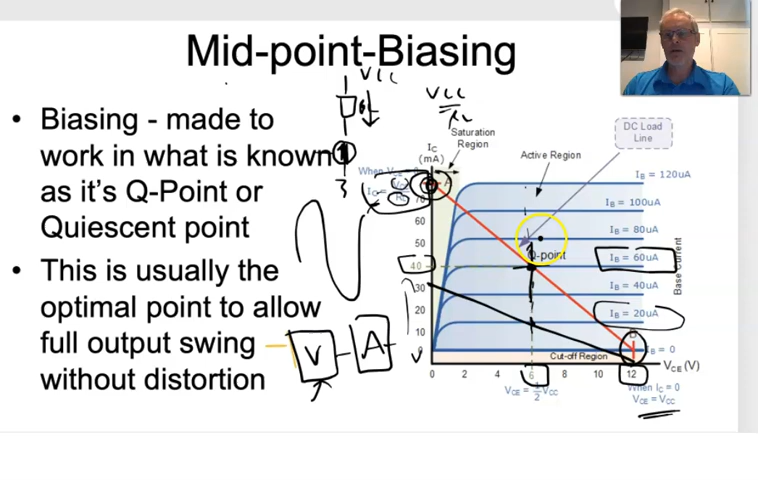 Mid-point-Biasing
• Biasing - made to
work in what is known
as it's Q-Point or
Quiescent point
• This is usually the
optimal point to allow
full output swing
without distortion
VCC
VCC
RL
Saturation
Region
Active Region
DC Load
Line
IC
(mA)
When
A
70
60
50
40
30
20
10
0
IB = 120uA
IB = 100uA
IB = 80uA
IB = 60uA
IB = 40uA
IB = 20uA
IB = 0
Base Current
Q-point
Cut-off Region
0 2 4 6 8 10 12
VCE (V)
VCE = ½VCC
When IC = 0
VCE = VCC
V
A